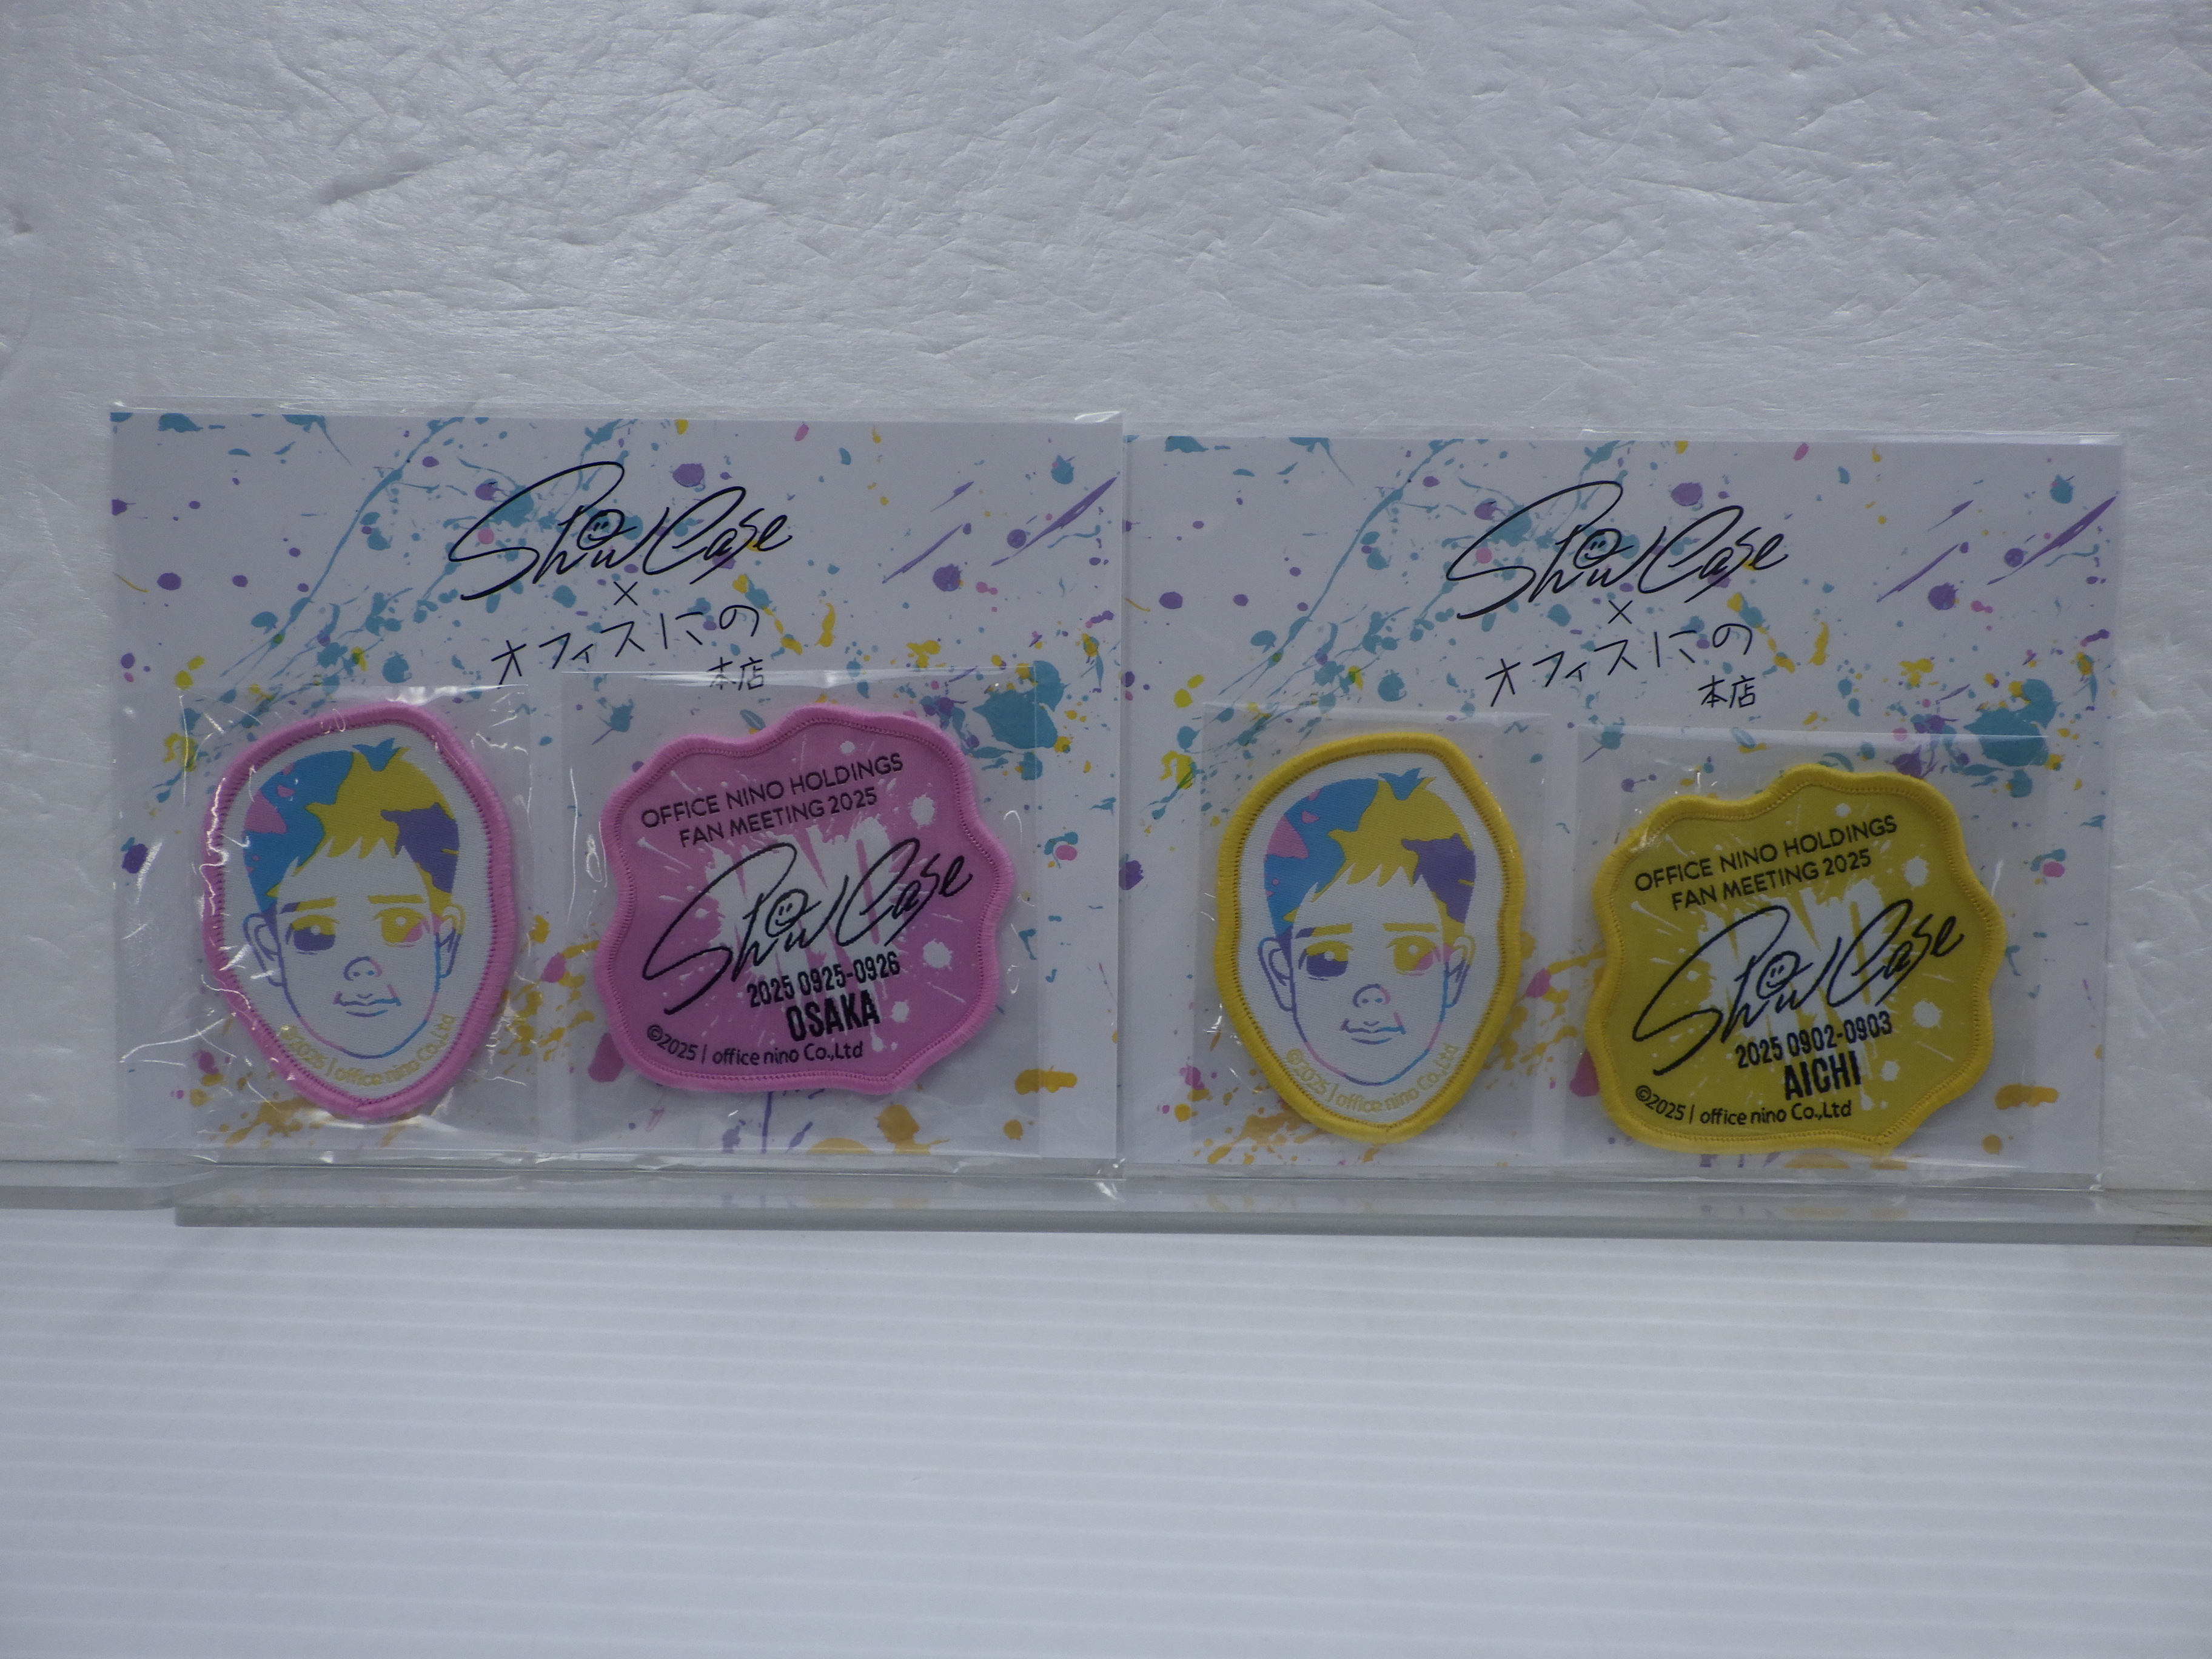 ShowCase
×
オフィスにの
本店
©2025 | office nino Co.,Ltd
OFFICE NINO HOLDINGS
FAN MEETING 2025
ShowCase
2025 0925-0926
OSAKA
©2025 | office nino Co.,Ltd
ShowCase
×
オフィスにの
本店
©2025 | office nino Co.,Ltd
OFFICE NINO HOLDINGS
FAN MEETING 2025
ShowCase
2025 0902-0903
AICHI
©2025 | office nino Co.,Ltd